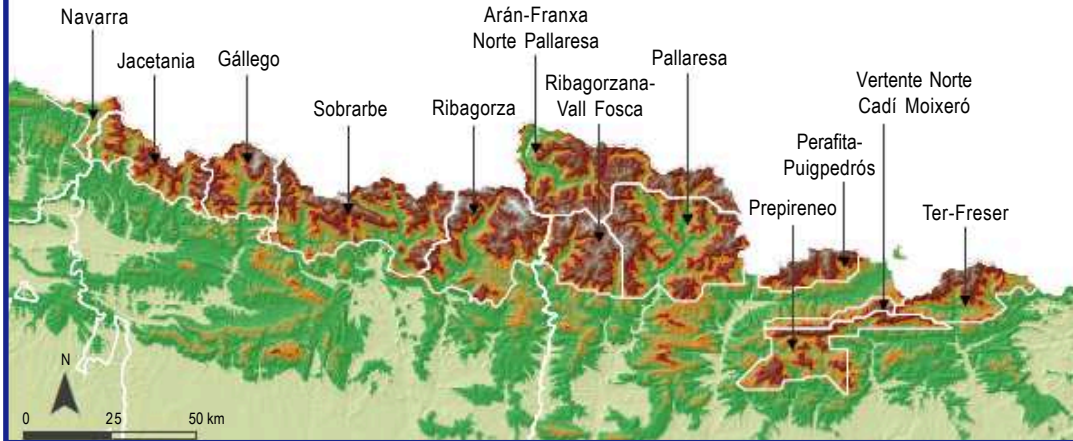 Navarra
Jacetania
Gállego
Sobrarbe
Ribagorza
Arán-Franxa
Norte Pallaresa
Ribagorzana-
Vall Fosca
Pallaresa
Prepireneo
Perafita-
Puigpedrós
Vertente Norte
Cadí Moixeró
Ter-Freser
N
0 25 50 km